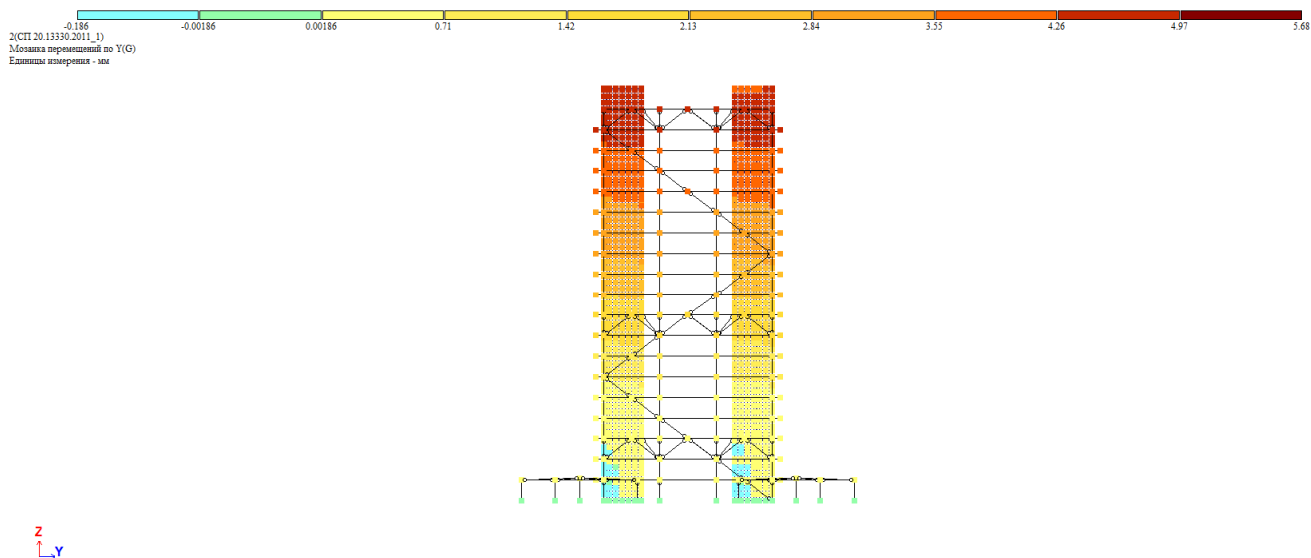 -0.186 -0.00186 0.00186 0.71 1.42 2.13 2.84 3.55 4.26 4.97 5.68
2(СП 20.13330.2011_1)
Мозаика перемещений по Y(G)
Единицы измерения - мм
Z
Y